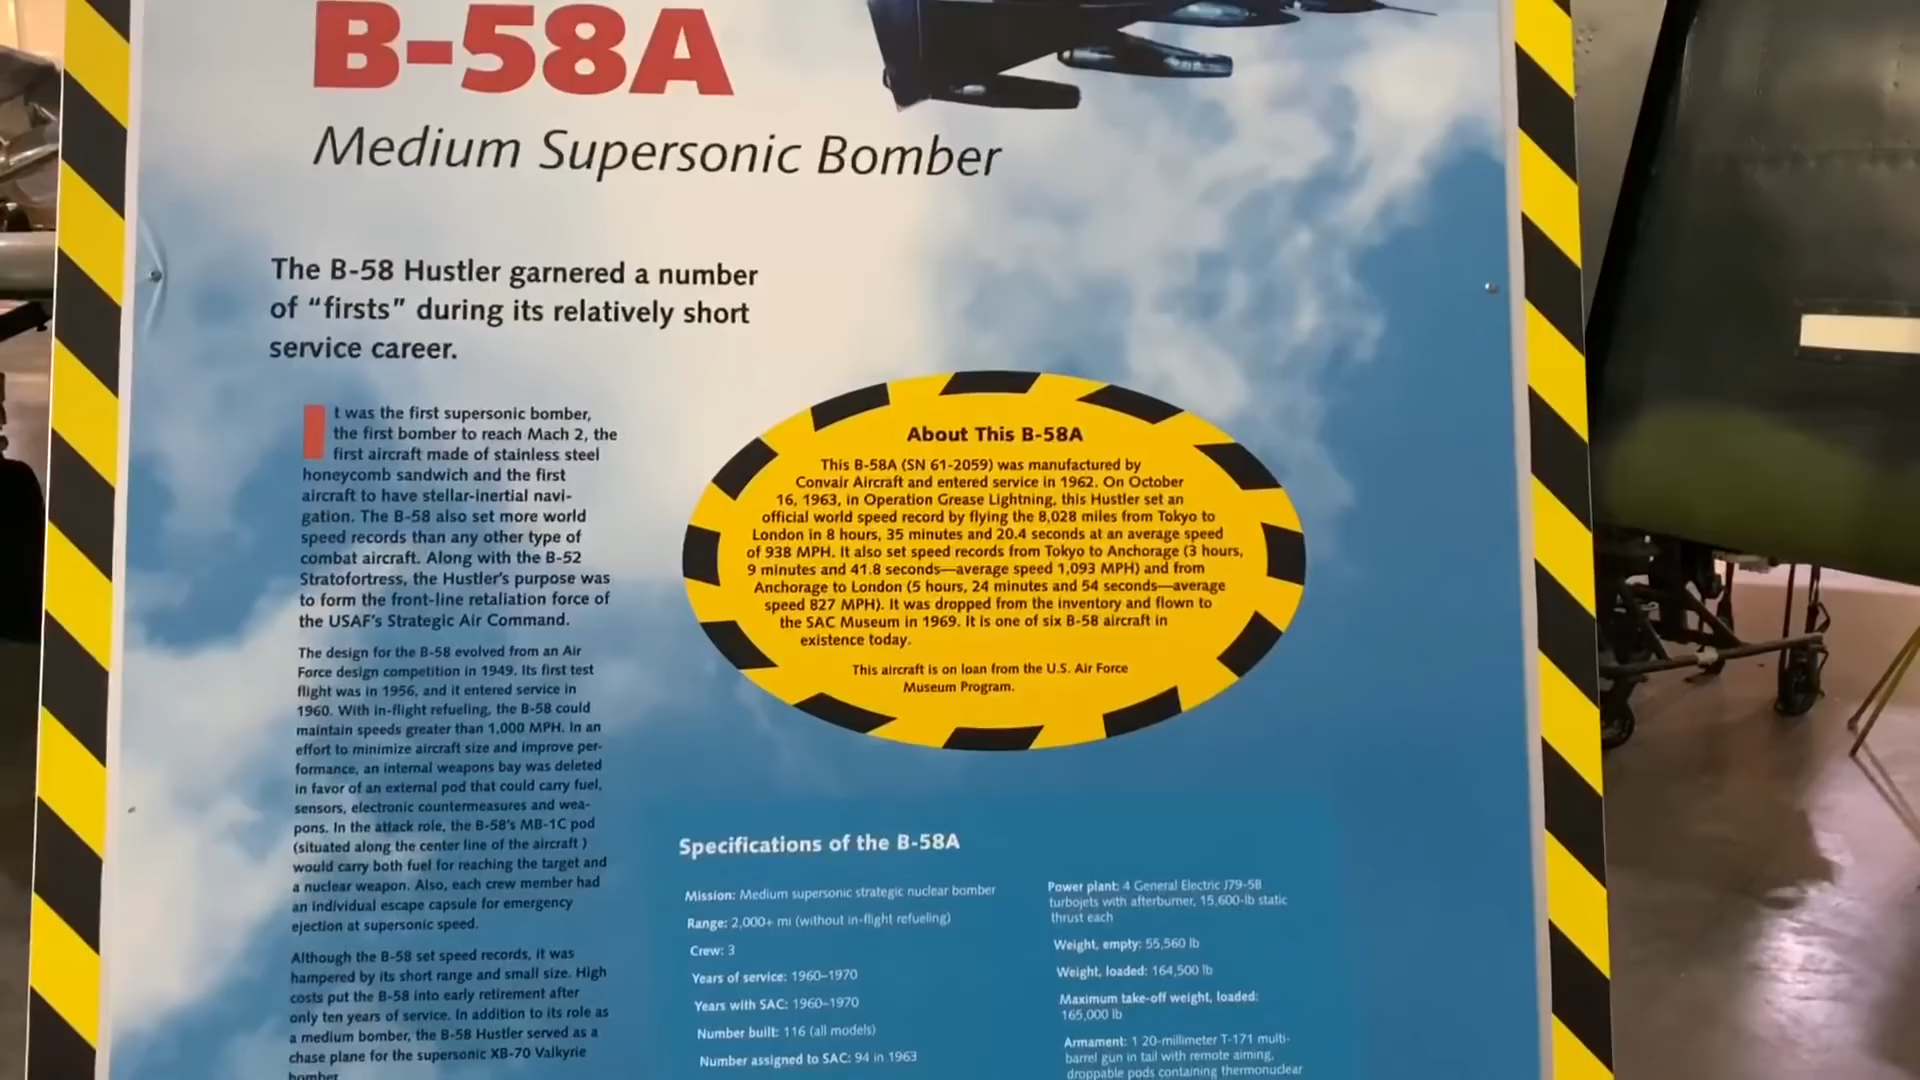 B-58A
Medium Supersonic Bomber
The B-58 Hustler garnered a number
of “firsts” during its relatively short
service career.
It was the first supersonic bomber,
the first bomber to reach Mach 2, the
first aircraft made of stainless steel
honeycomb sandwich and the first
aircraft to have stellar-inertial navi-
gation. The B-58 also set more world
speed records than any other type of
combat aircraft. Along with the B-52
Stratofortress, the Hustler's purpose was
to form the front-line retaliation force of
the USAF's Strategic Air Command.
The design for the B-58 evolved from an Air
Force design competition in 1949. Its first test
flight was in 1956, and it entered service in
1960. With in-flight refueling, the B-58 could
maintain speeds greater than 1,000 MPH. In an
effort to minimize aircraft size and improve per-
formance, an internal weapons bay was deleted
in favor of an external pod that could carry fuel,
sensors, electronic countermeasures and wea-
pons. In the attack role, the B-58's MB-1C pod
(situated along the center line of the aircraft )
would carry both fuel for reaching the target and
a nuclear weapon. Also, each crew member had
an individual escape capsule for emergency
ejection at supersonic speed.
Although the B-58 set speed records, it was
hampered by its short range and small size. High
costs put the B-58 into early retirement after
only ten years of service. In addition to its role as
a medium bomber, the B-58 Hustler served as a
chase plane for the supersonic XB-70 Valkyrie
bomber.
About This B-58A
This B-58A (SN 61-2059) was manufactured by
Convair Aircraft and entered service in 1962. On October
16, 1963, in Operation Grease Lightning, this Hustler set an
official world speed record by flying the 8,028 miles from Tokyo to
London in 8 hours, 35 minutes and 20.4 seconds at an average speed
of 938 MPH. It also set speed records from Tokyo to Anchorage (3 hours,
9 minutes and 41.8 seconds—average speed 1,093 MPH) and from
Anchorage to London (5 hours, 24 minutes and 54 seconds—average
speed 827 MPH). It was dropped from the inventory and flown to
the SAC Museum in 1969. It is one of six B-58 aircraft in
existence today.
This aircraft is on loan from the U.S. Air Force
Museum Program.
Specifications of the B-58A
Mission: Medium supersonic strategic nuclear bomber
Range: 2,000+ mi (without in-flight refueling)
Crew: 3
Years of service: 1960–1970
Years with SAC: 1960–1970
Number built: 116 (all models)
Number assigned to SAC: 94 in 1963
Power plant: 4 General Electric J79-5B
turbojets with afterburner, 15,600-lb static
thrust each
Weight, empty: 55,560 lb
Weight, loaded: 164,500 lb
Maximum take-off weight, loaded:
165,000 lb
Armament: 1 20-millimeter T-171 multi-
barrel gun in tail with remote aiming,
droppable pods containing thermonuclear